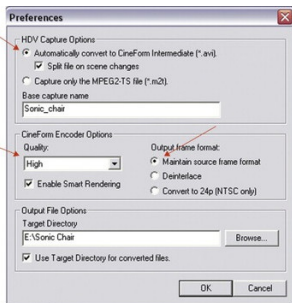 Preferences
HDV Capture Options
Automatically convert to CineForm Intermediate (*.avi).
Split file on scene changes
Capture only the MPEG2-TS file (*.m2t).
Base capture name
Sonic_chair
CineForm Encoder Options
Quality:
High
Enable Smart Rendering
Output frame format:
Maintain source frame format
Deinterlace
Convert to 24p (NTSC only)
Output File Options
Target Directory
E:\Sonic Chair
Browse...
Use Target Directory for converted files.
OK
Cancel